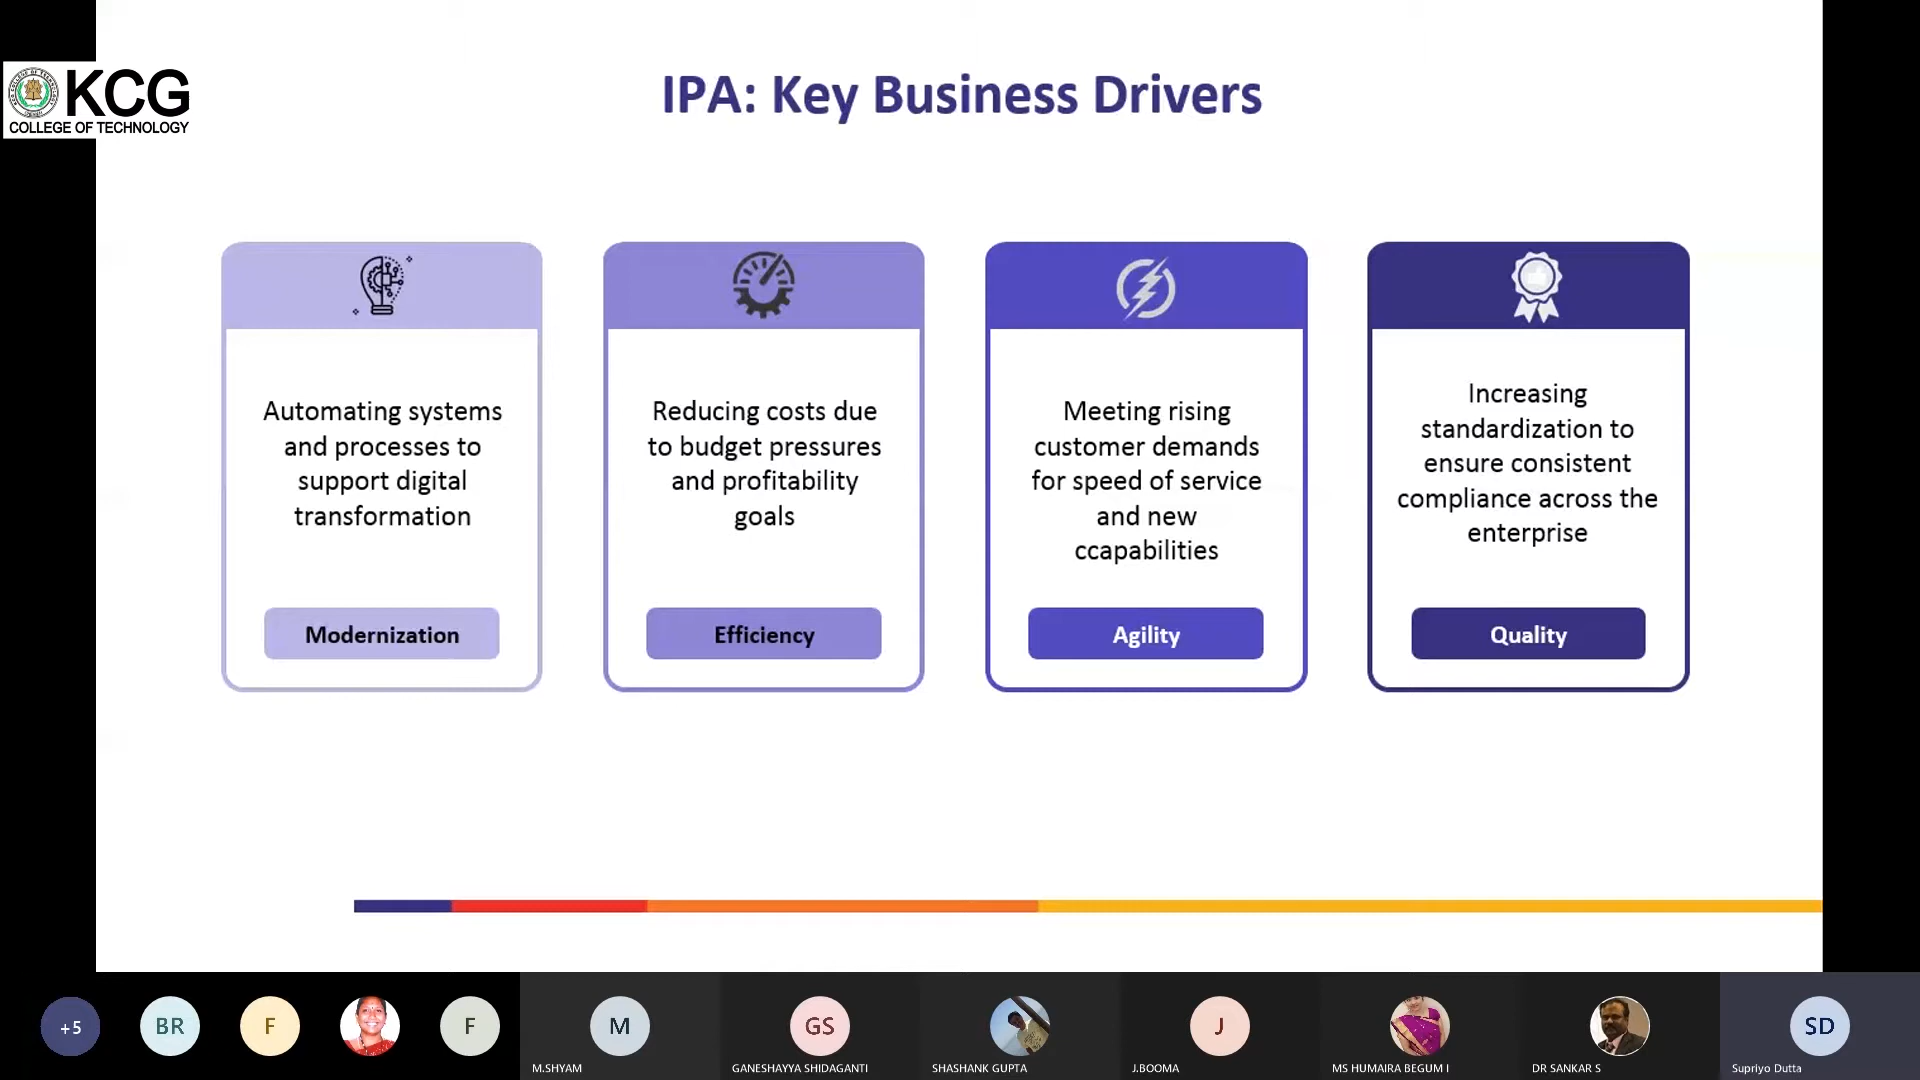 KCG
COLLEGE OF TECHNOLOGY
IPA: Key Business Drivers
Automating systems
and processes to
support digital
transformation
Modernization
Reducing costs due
to budget pressures
and profitability
goals
Efficiency
Meeting rising
customer demands
for speed of service
and new
ccapabilities
Agility
Increasing
standardization to
ensure consistent
compliance across the
enterprise
Quality
+5
BR
F
F
M
M.SHYAM
GS
GANESHAYYA SHIDAGANTI
SHASHANK GUPTA
J
J.BOOMA
MS HUMAIRA BEGUM I
DR SANKAR S
SD
Supriyo Dutta